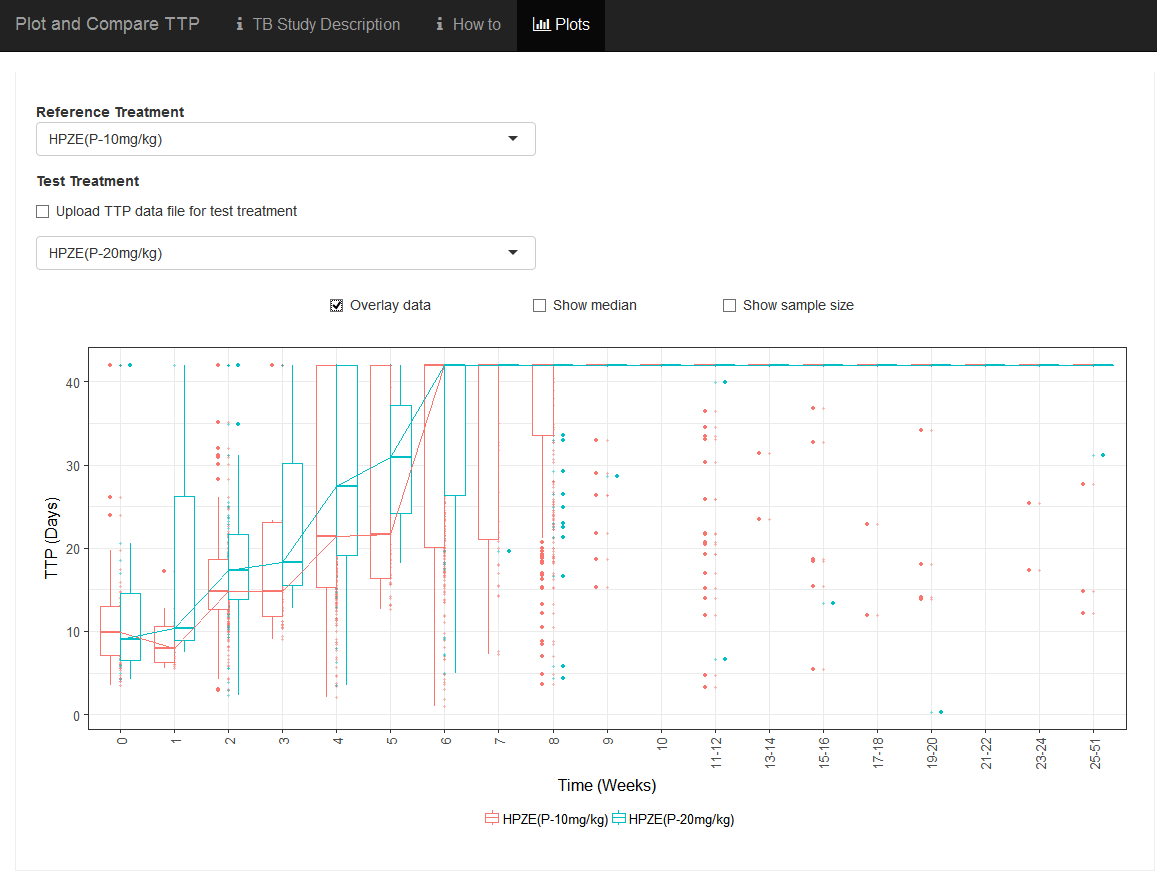 Plot and Compare TTP
TB Study Description
How to
Plots
Reference Treatment
HPZE(P-10mg/kg)
Test Treatment
Upload TTP data file for test treatment
HPZE(P-20mg/kg)
Overlay data
Show median
Show sample size
40
30
20
10
0
TTP (Days)
0
1
2
3
4
5
6
7
8
9
10
11-12
13-14
15-16
17-18
19-20
21-22
23-24
25-51
Time (Weeks)
HPZE(P-10mg/kg) HPZE(P-20mg/kg)